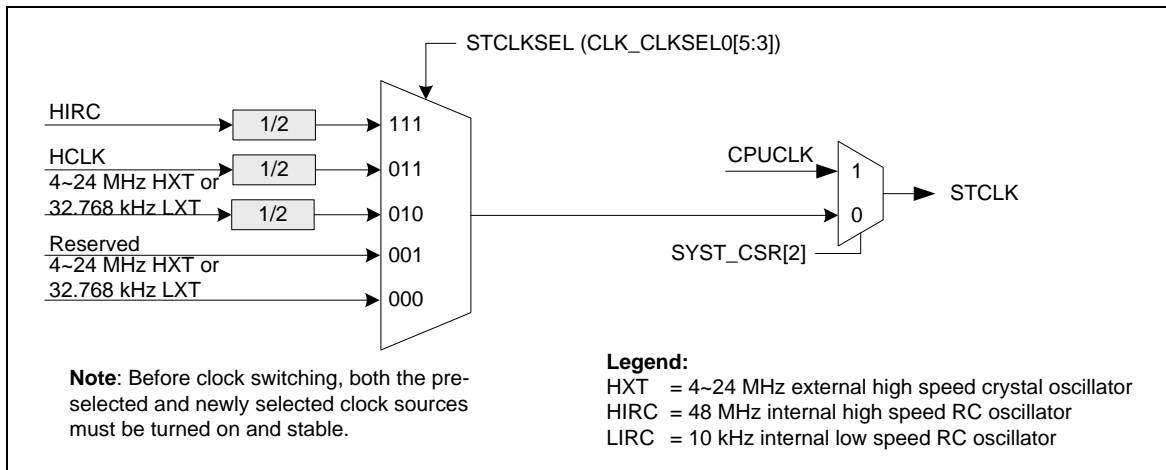 STCLKSEL (CLK_CLKSEL0[5:3])
HIRC
1/2
111
HCLK
1/2
011
4~24 MHz HXT or
32.768 kHz LXT
1/2
010
Reserved
001
4~24 MHz HXT or
32.768 kHz LXT
000
CPUCLK
1
0
STCLK
SYST_CSR[2]
Note: Before clock switching, both the pre-
selected and newly selected clock sources
must be turned on and stable.
Legend:
HXT = 4~24 MHz external high speed crystal oscillator
HIRC = 48 MHz internal high speed RC oscillator
LIRC = 10 kHz internal low speed RC oscillator